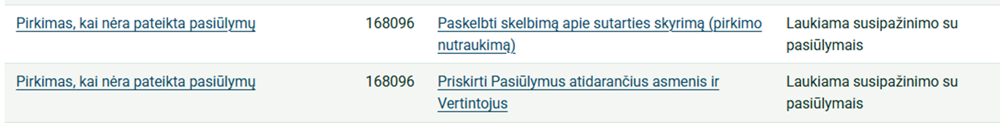 Pirkimas, kai nėra pateikta pasiūlymų 168096 Paskelbti skelbimą apie sutarties skyrimą (pirkimo Laukiama susipažinimo su
nutraukimą) pasiūlymais
Pirkimas, kai nėra pateikta pasiūlymų 168096 Priskirti Pasiūlymus atidarančius asmenis ir Laukiama susipažinimo su
Vertintojus pasiūlymais